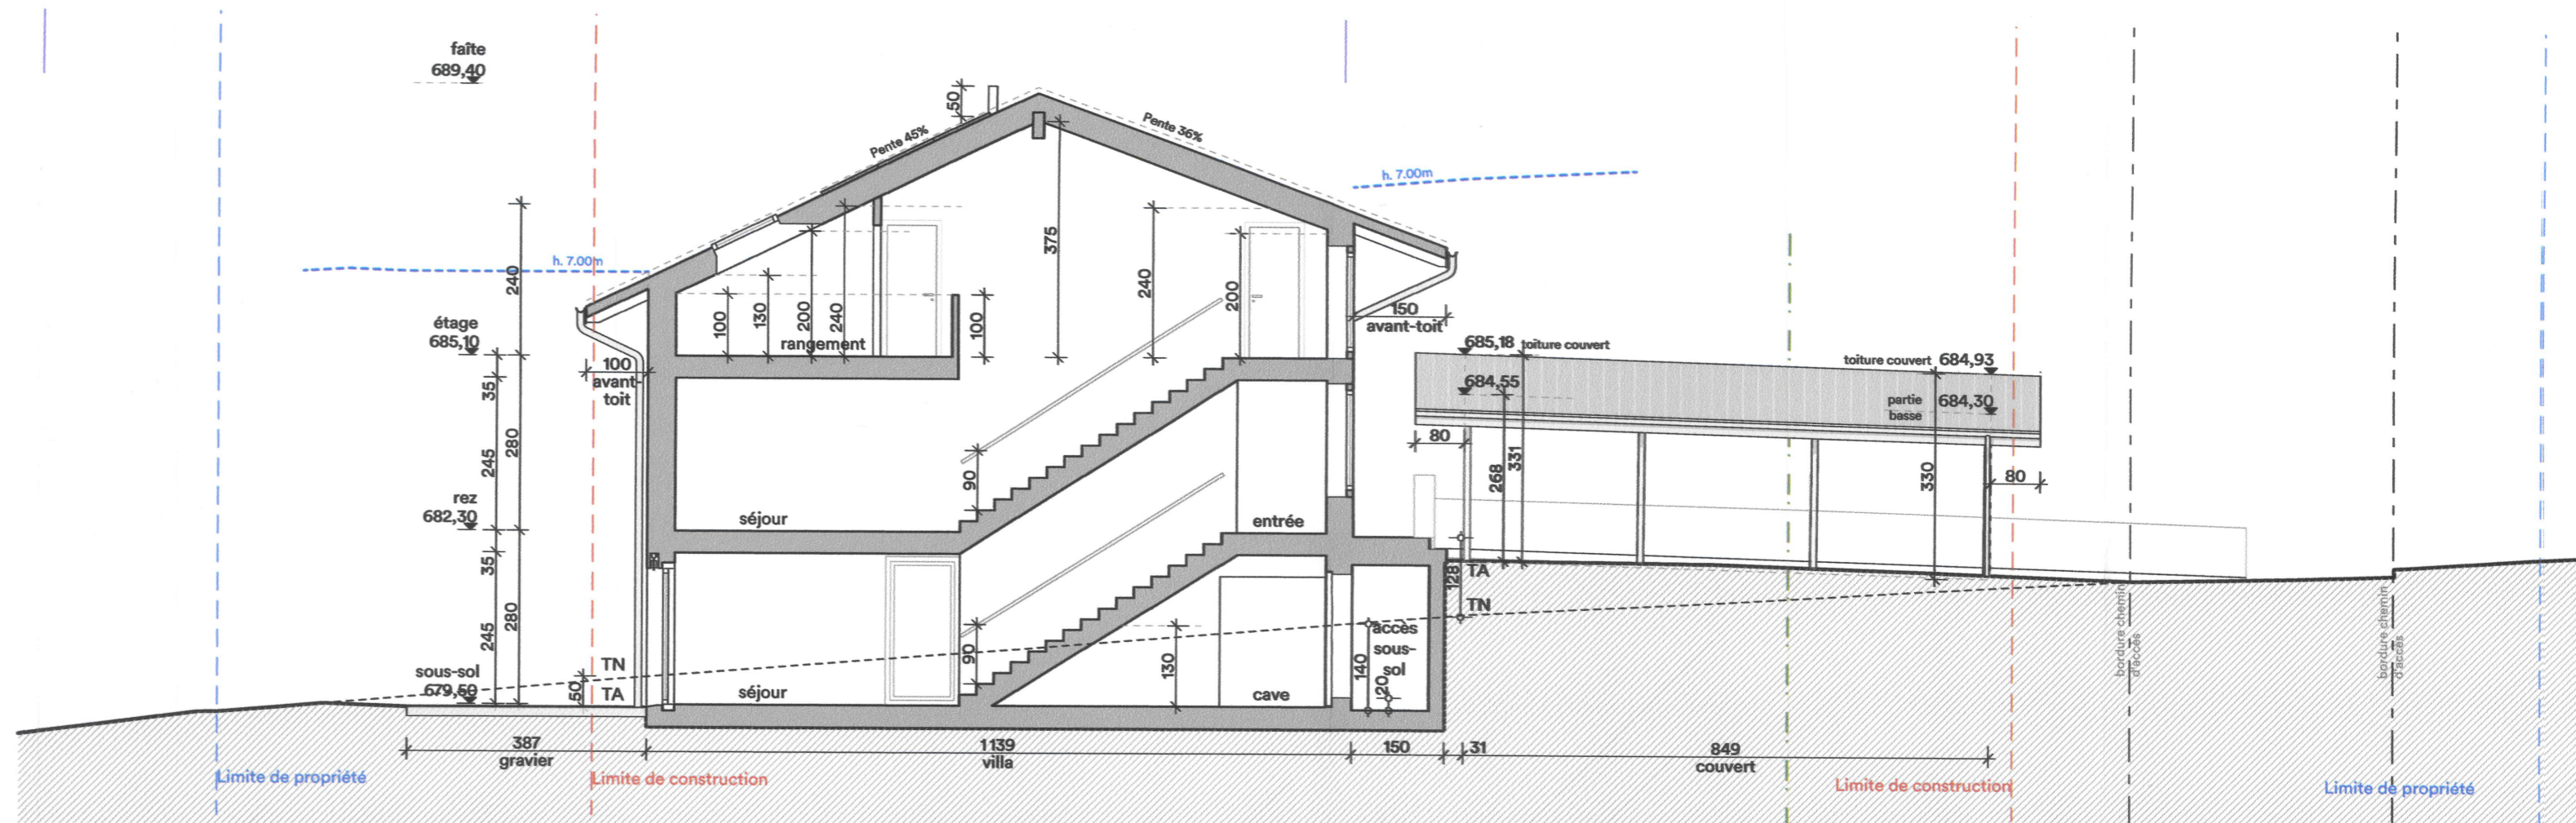 faîte
689,40
50
Pente 45%
Pente 36%
h. 7.00m
h. 7.00m
240
375
240
200
100
130
200
240
100
rangement
étage
685,10
100
avant-
toit
150
avant-toit
685,18 toiture couvert
684,55
toiture couvert 684,93
partie
basse
684,30
80
80
268
331
330
35
245
280
rez
682,30
séjour
90
entrée
35
245
280
128
TA
TN
sous-sol
679,50
TN
TA
50
séjour
90
130
cave
140
20
accès
sous-
sol
bordure chemin
d'accès
bordure chemin
d'accès
387
gravier
1139
villa
150
31
849
couvert
Limite de propriété
Limite de construction
Limite de construction
Limite de propriété